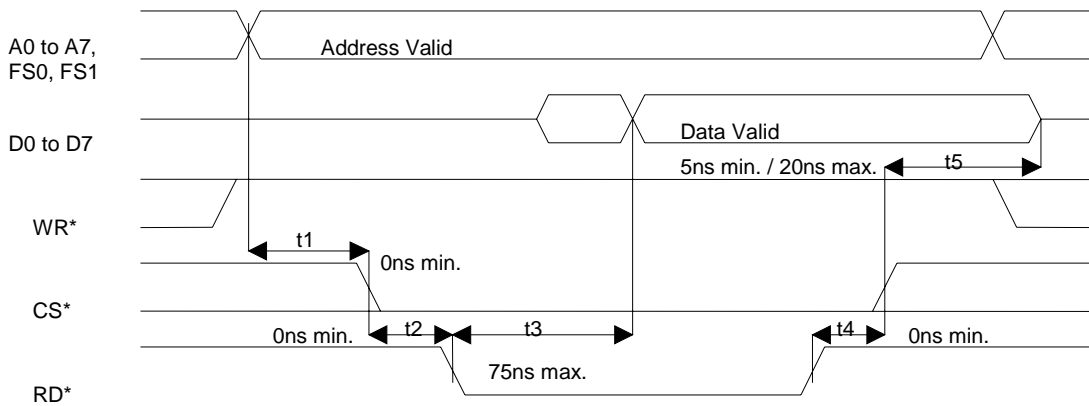 A0 to A7,
FS0, FS1
Address Valid
D0 to D7
Data Valid
5ns min. / 20ns max.
t5
WR*
t1
0ns min.
CS*
0ns min.
t2
t3
t4
0ns min.
75ns max.
RD*